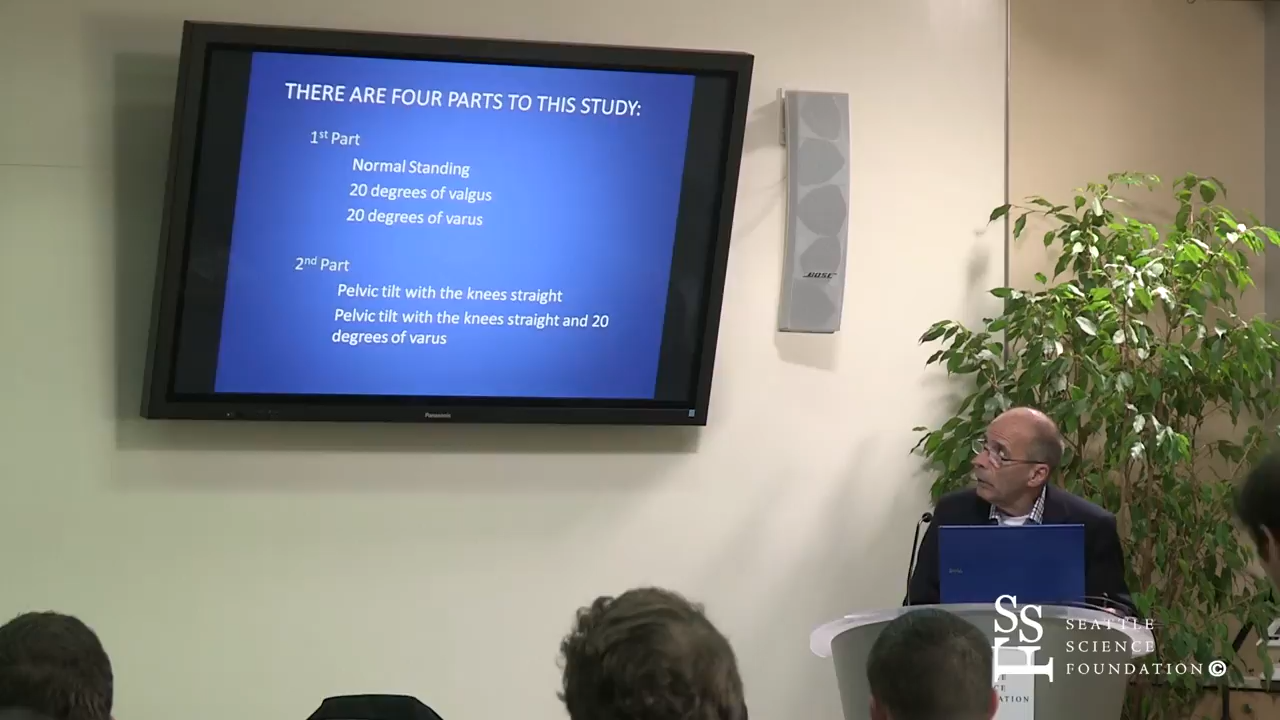 THERE ARE FOUR PARTS TO THIS STUDY:
1st Part
Normal Standing
20 degrees of valgus
20 degrees of varus
2nd Part
Pelvic tilt with the knees straight
Pelvic tilt with the knees straight and 20
degrees of varus
Panasonic
BOSE
DELL
SSF
SEATTLE
SCIENCE
FOUNDATION©